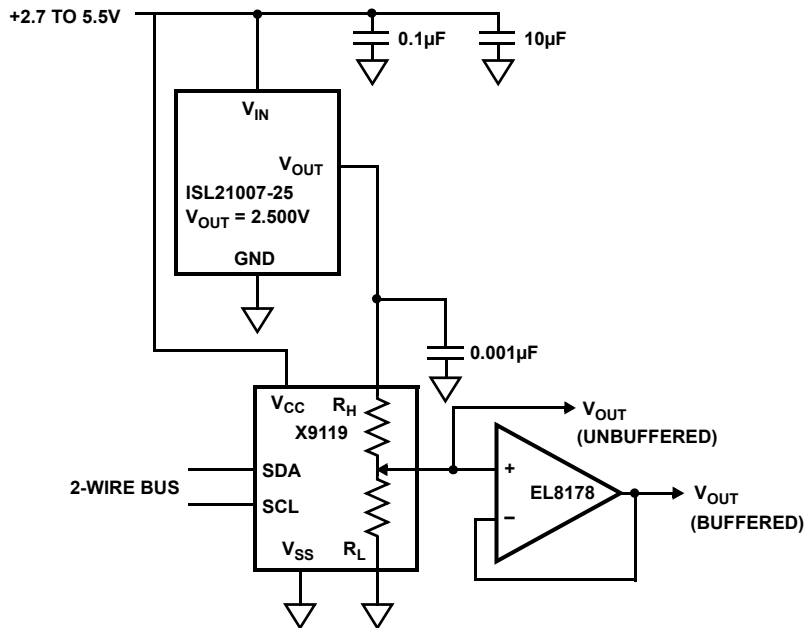 +2.7 TO 5.5V
0.1µF
10µF
VIN
VOUT
ISL21007-25
VOUT = 2.500V
GND
0.001µF
VCC
RH
X9119
VOUT
(UNBUFFERED)
2-WIRE BUS
SDA
SCL
+
EL8178
−
VOUT
(BUFFERED)
VSS
RL